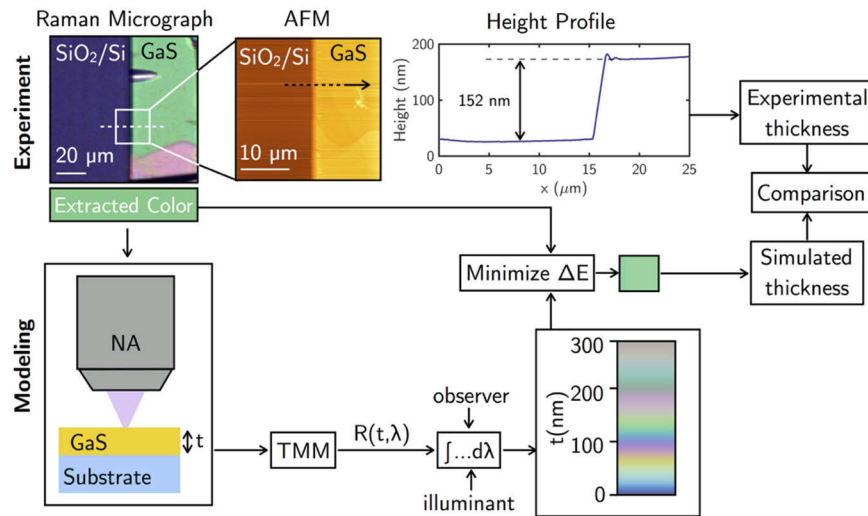 Raman Micrograph
AFM
Height Profile
Experiment
SiO₂/Si
GaS
20 μm
SiO₂/Si
GaS
10 μm
Height (nm)
200
100
0
152 nm
0
5
10
15
20
25
x (μm)
Experimental
thickness
Comparison
Extracted Color
Minimize ΔE
Simulated
thickness
Modeling
NA
GaS
t
Substrate
TMM
R(t,λ)
observer
∫...dλ
illuminant
t(nm)
300
200
100
0